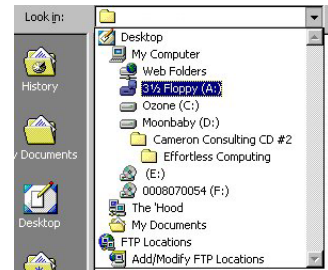 Look in:
Desktop
My Computer
Web Folders
History
3½ Floppy (A:)
Ozone (C:)
Moonbaby (D:)
Cameron Consulting CD #2
Documents
Effortless Computing
(E:)
0008070054 (F:)
The 'Hood
Desktop
My Documents
FTP Locations
Add/Modify FTP Locations